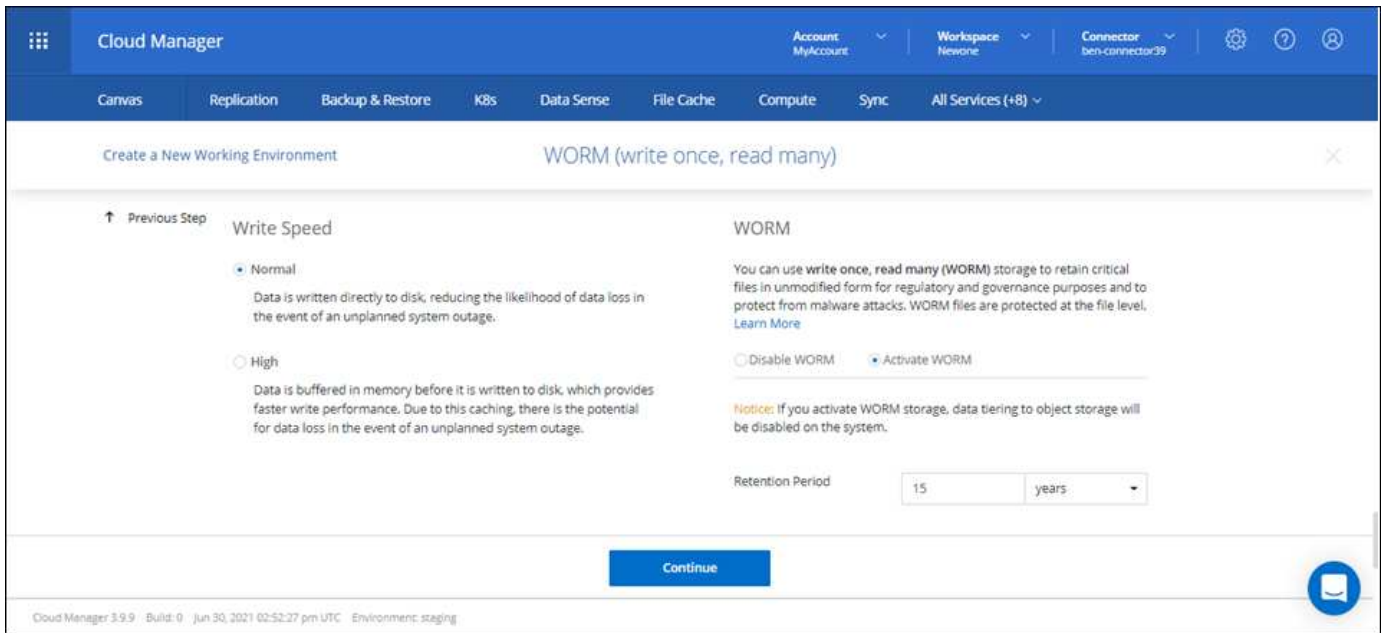 Cloud Manager
Account
MyAccount
Workspace
Newone
Connector
ben-connector39
Canvas
Replication
Backup & Restore
K8s
Data Sense
File Cache
Compute
Sync
All Services (+8)
Create a New Working Environment
WORM (write once, read many)
Previous Step
Write Speed
Normal
Data is written directly to disk, reducing the likelihood of data loss in
the event of an unplanned system outage.
High
Data is buffered in memory before it is written to disk, which provides
faster write performance. Due to this caching, there is the potential
for data loss in the event of an unplanned system outage.
WORM
You can use write once, read many (WORM) storage to retain critical
files in unmodified form for regulatory and governance purposes and to
protect from malware attacks. WORM files are protected at the file level.
Learn More
Disable WORM
Activate WORM
Notice: If you activate WORM storage, data tiering to object storage will
be disabled on the system.
Retention Period
15
years
Continue
Cloud Manager 3.9.9 Build: 0 Jun 30, 2021 02:52:27 pm UTC Environment: staging